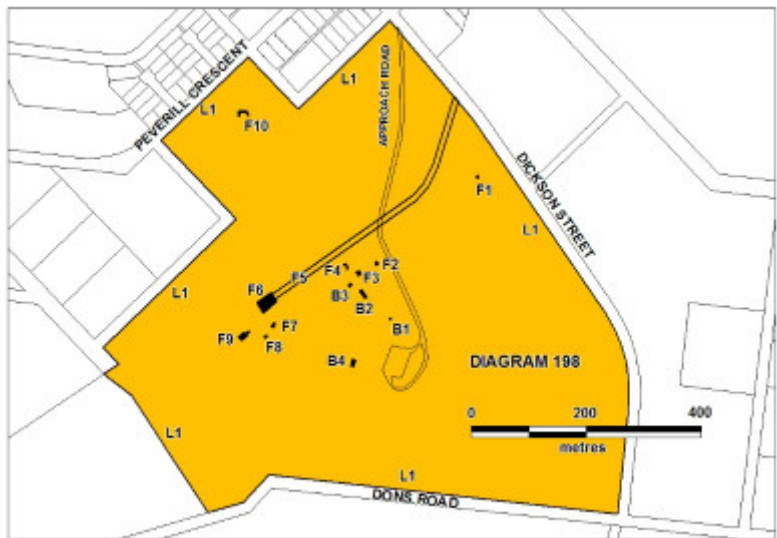 PEVERILL CRESCENT
L1
F10
L1
APPROACH ROAD
F1
DICKSON STREET
L1
F2
F4
F3
F5
L1
F6
B3
B2
F7
F9
F8
B1
B4
DIAGRAM 198
0 200 400
metres
L1
L1
DONS ROAD